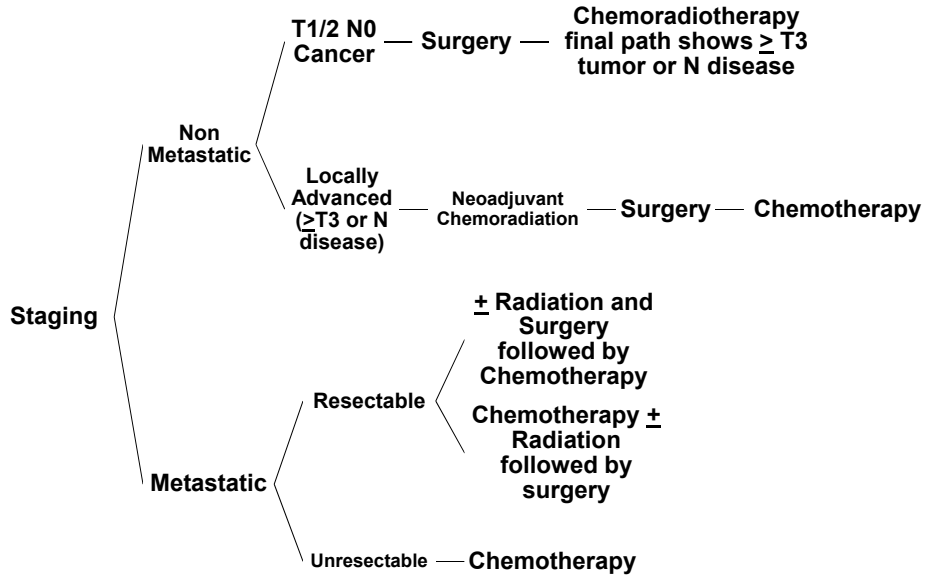 T1/2 N0
Cancer
Surgery
Chemoradiotherapy
final path shows ≥ T3
tumor or N disease
Non
Metastatic
Locally
Advanced
(≥T3 or N
disease)
Neoadjuvant
Chemoradiation
Surgery
Chemotherapy
Staging
± Radiation and
Surgery
followed by
Chemotherapy
Resectable
Chemotherapy ±
Radiation
followed by
surgery
Metastatic
Unresectable
Chemotherapy